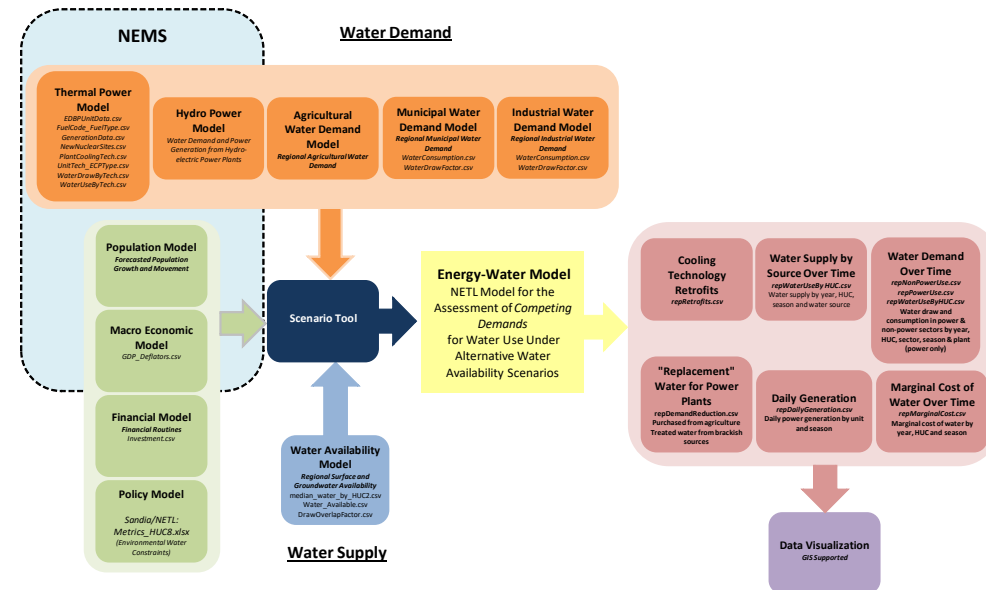 NEMS
Water Demand
Thermal Power
Model
EDBPUnitData.csv
FuelCode_FuelType.csv
GenerationData.csv
NewNuclearSites.csv
PlantCoolingTech.csv
UnitTech_ECPType.csv
WaterDrawByTech.csv
WaterUseByTech.csv
Hydro Power
Model
Water Demand and Power
Generation from Hydro-
electric Power Plants
Agricultural
Water Demand
Model
Regional Agricultural Water
Demand
Municipal Water
Demand Model
Regional Municipal Water
Demand
WaterConsumption.csv
WaterDrawFactor.csv
Industrial Water
Demand Model
Regional Industrial Water
Demand
WaterConsumption.csv
WaterDrawFactor.csv
Population Model
Forecasted Population
Growth and Movement
Macro Economic
Model
GDP_Deflators.csv
Financial Model
Financial Routines
Investment.csv
Policy Model
Sandia/NETL:
Metrics_HUC8.xlsx
(Environmental Water
Constraints)
Scenario Tool
Water Availability
Model
Regional Surface and
Groundwater Availability
median_water_by_HUC2.csv
Water_Available.csv
DrawOverlapFactor.csv
Water Supply
Energy-Water Model
NETL Model for the
Assessment of Competing
Demands
for Water Use Under
Alternative Water
Availability Scenarios
Cooling
Technology
Retrofits
repRetrofits.csv
Water Supply by
Source Over Time
repWaterUseBy HUC.csv
Water supply by year, HUC,
season and water source
Water Demand
Over Time
repNonPowerUse.csv
repPowerUse.csv
repWaterUseByHUC.csv
Water draw and
consumption in power &
non-power sectors by year,
HUC, sector, season & plant
(power only)
"Replacement"
Water for Power
Plants
repDemandReduction.csv
Purchased from agriculture
Treated water from brackish
sources
Daily Generation
repDailyGeneration.csv
Daily power generation by unit
and season
Marginal Cost of
Water Over Time
repMarginalCost.csv
Marginal cost of water by
year, HUC and season
Data Visualization
GIS Supported